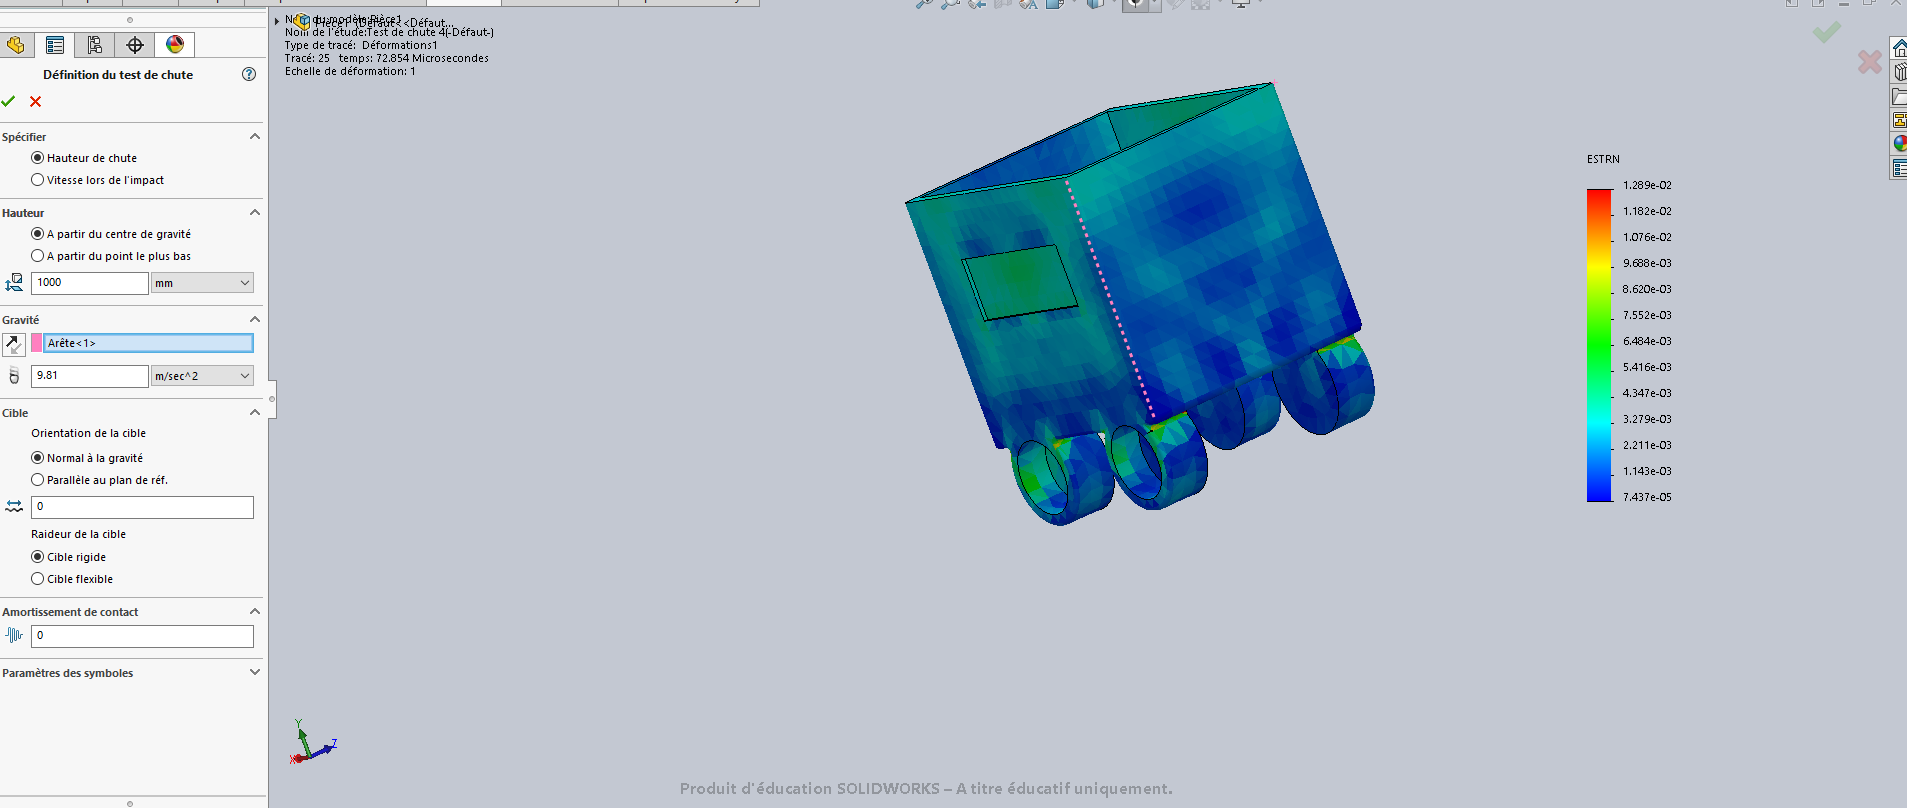 Nom du modèle:Pièce1
Pièce1 (Défaut<<Défaut...
Nom de l'étude:Test de chute 4(-Défaut-)
Type de tracé: Déformations1
Tracé: 25 temps: 72.854 Microsecondes
Echelle de déformation: 1
Définition du test de chute
Spécifier
Hauteur de chute
Vitesse lors de l'impact
Hauteur
A partir du centre de gravité
A partir du point le plus bas
1000 mm
Gravité
Arête<1>
9.81 m/sec^2
Cible
Orientation de la cible
Normal à la gravité
Parallèle au plan de réf.
0
Raideur de la cible
Cible rigide
Cible flexible
Amortissement de contact
0
Paramètres des symboles
ESTRN
1.289e-02
1.182e-02
1.076e-02
9.688e-03
8.620e-03
7.552e-03
6.484e-03
5.416e-03
4.347e-03
3.279e-03
2.211e-03
1.143e-03
7.437e-05
Y
Z
X
Produit d'éducation SOLIDWORKS – A titre éducatif uniquement.